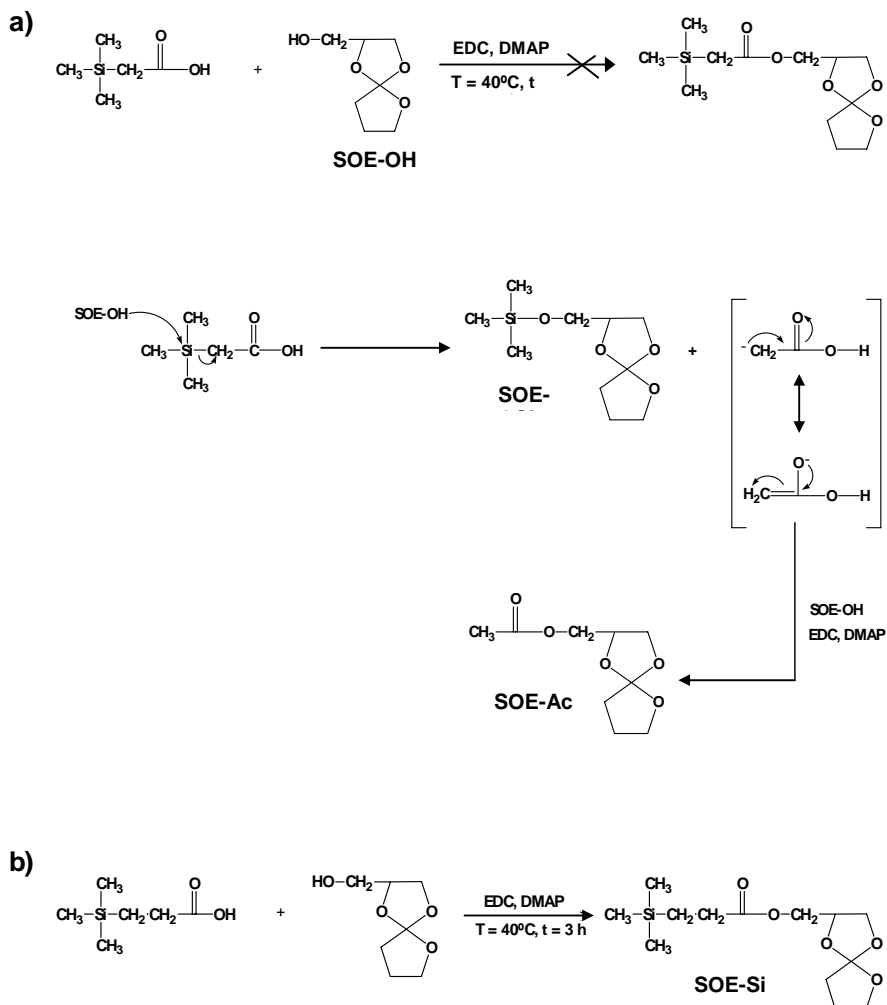 a)
CH3
CH3 Si CH2 O OH
CH3
+
HO CH2
O O
O
SOE-OH
EDC, DMAP
T = 40ºC, t
CH3
CH3 Si CH2 O O CH2
CH3
O O
O
SOE-OH
CH3
CH3 Si CH2 O OH
CH3
CH3
CH3 Si O CH2
CH3
O O
O
SOE-
+
O
-CH2 O H
O-
H2C O H
SOE-OH
EDC, DMAP
O
CH3 O CH2
O O
O
SOE-Ac
b)
CH3
CH3 Si CH2 CH2 O OH
CH3
+
HO CH2
O O
O
EDC, DMAP
T = 40ºC, t = 3 h
CH3
CH3 Si CH2 CH2 O O CH2
CH3
O O
O
SOE-Si